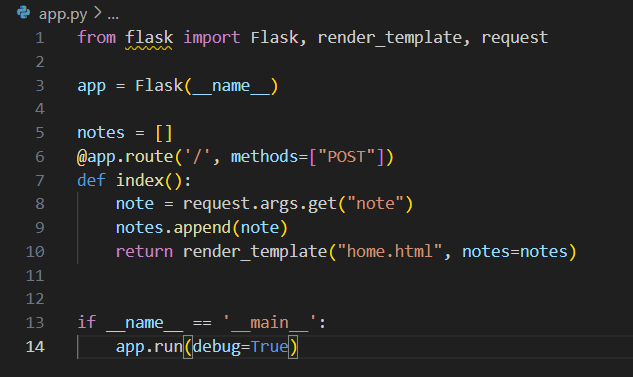 app.py > ...
1 from flask import Flask, render_template, request
2
3 app = Flask(__name__)
4
5 notes = []
6 @app.route('/', methods=["POST"])
7 def index():
8     note = request.args.get("note")
9     notes.append(note)
10     return render_template("home.html", notes=notes)
11
12
13 if __name__ == '__main__':
14     app.run(debug=True)